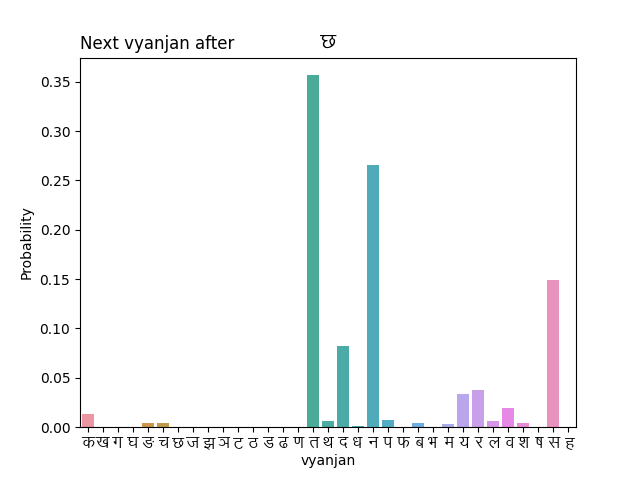 Next vyanjan after छ
0.35
0.30
0.25
0.20
0.15
0.10
0.05
0.00
Probability
क ख ग घ ङ च छ ज झ ञ ट ठ ड ढ ण त थ द ध न प फ ब भ म य र ल व श ष स ह
vyanjan